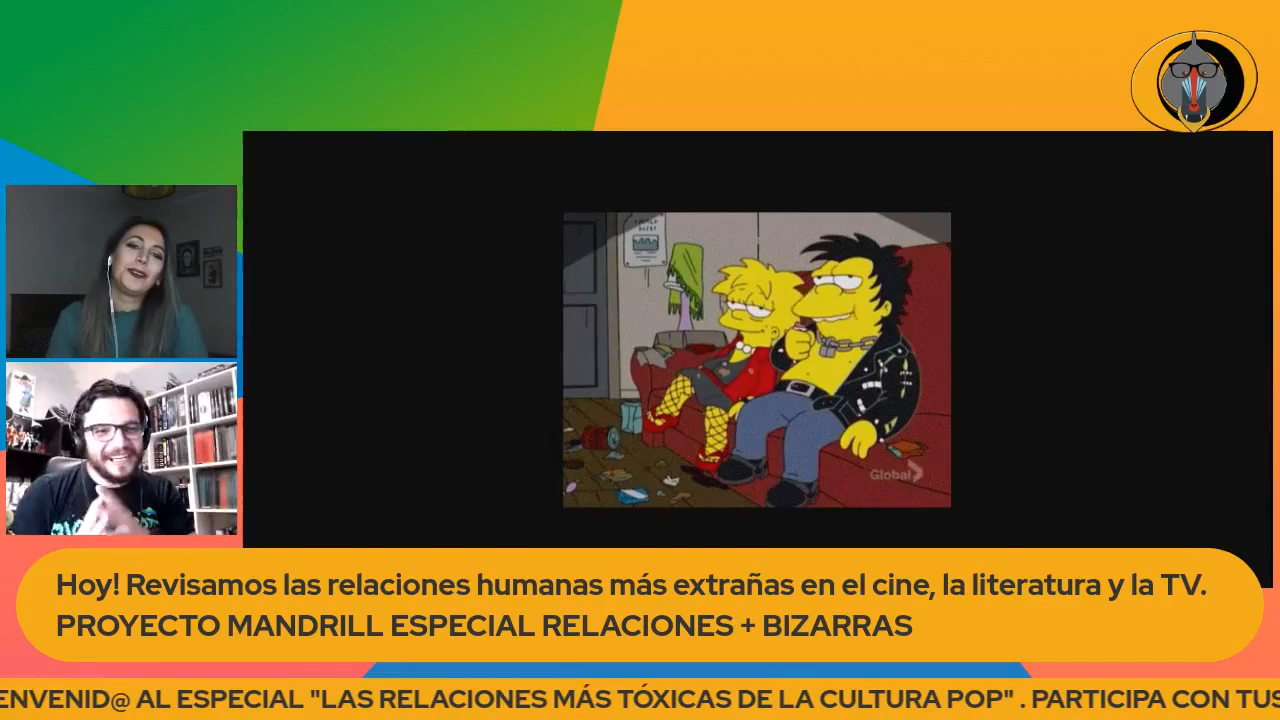 Global
Hoy! Revisamos las relaciones humanas más extrañas en el cine, la literatura y la TV.
PROYECTO MANDRILL ESPECIAL RELACIONES + BIZARRAS
ENVENID@ AL ESPECIAL "LAS RELACIONES MÁS TÓXICAS DE LA CULTURA POP" . PARTICIPA CON TUS